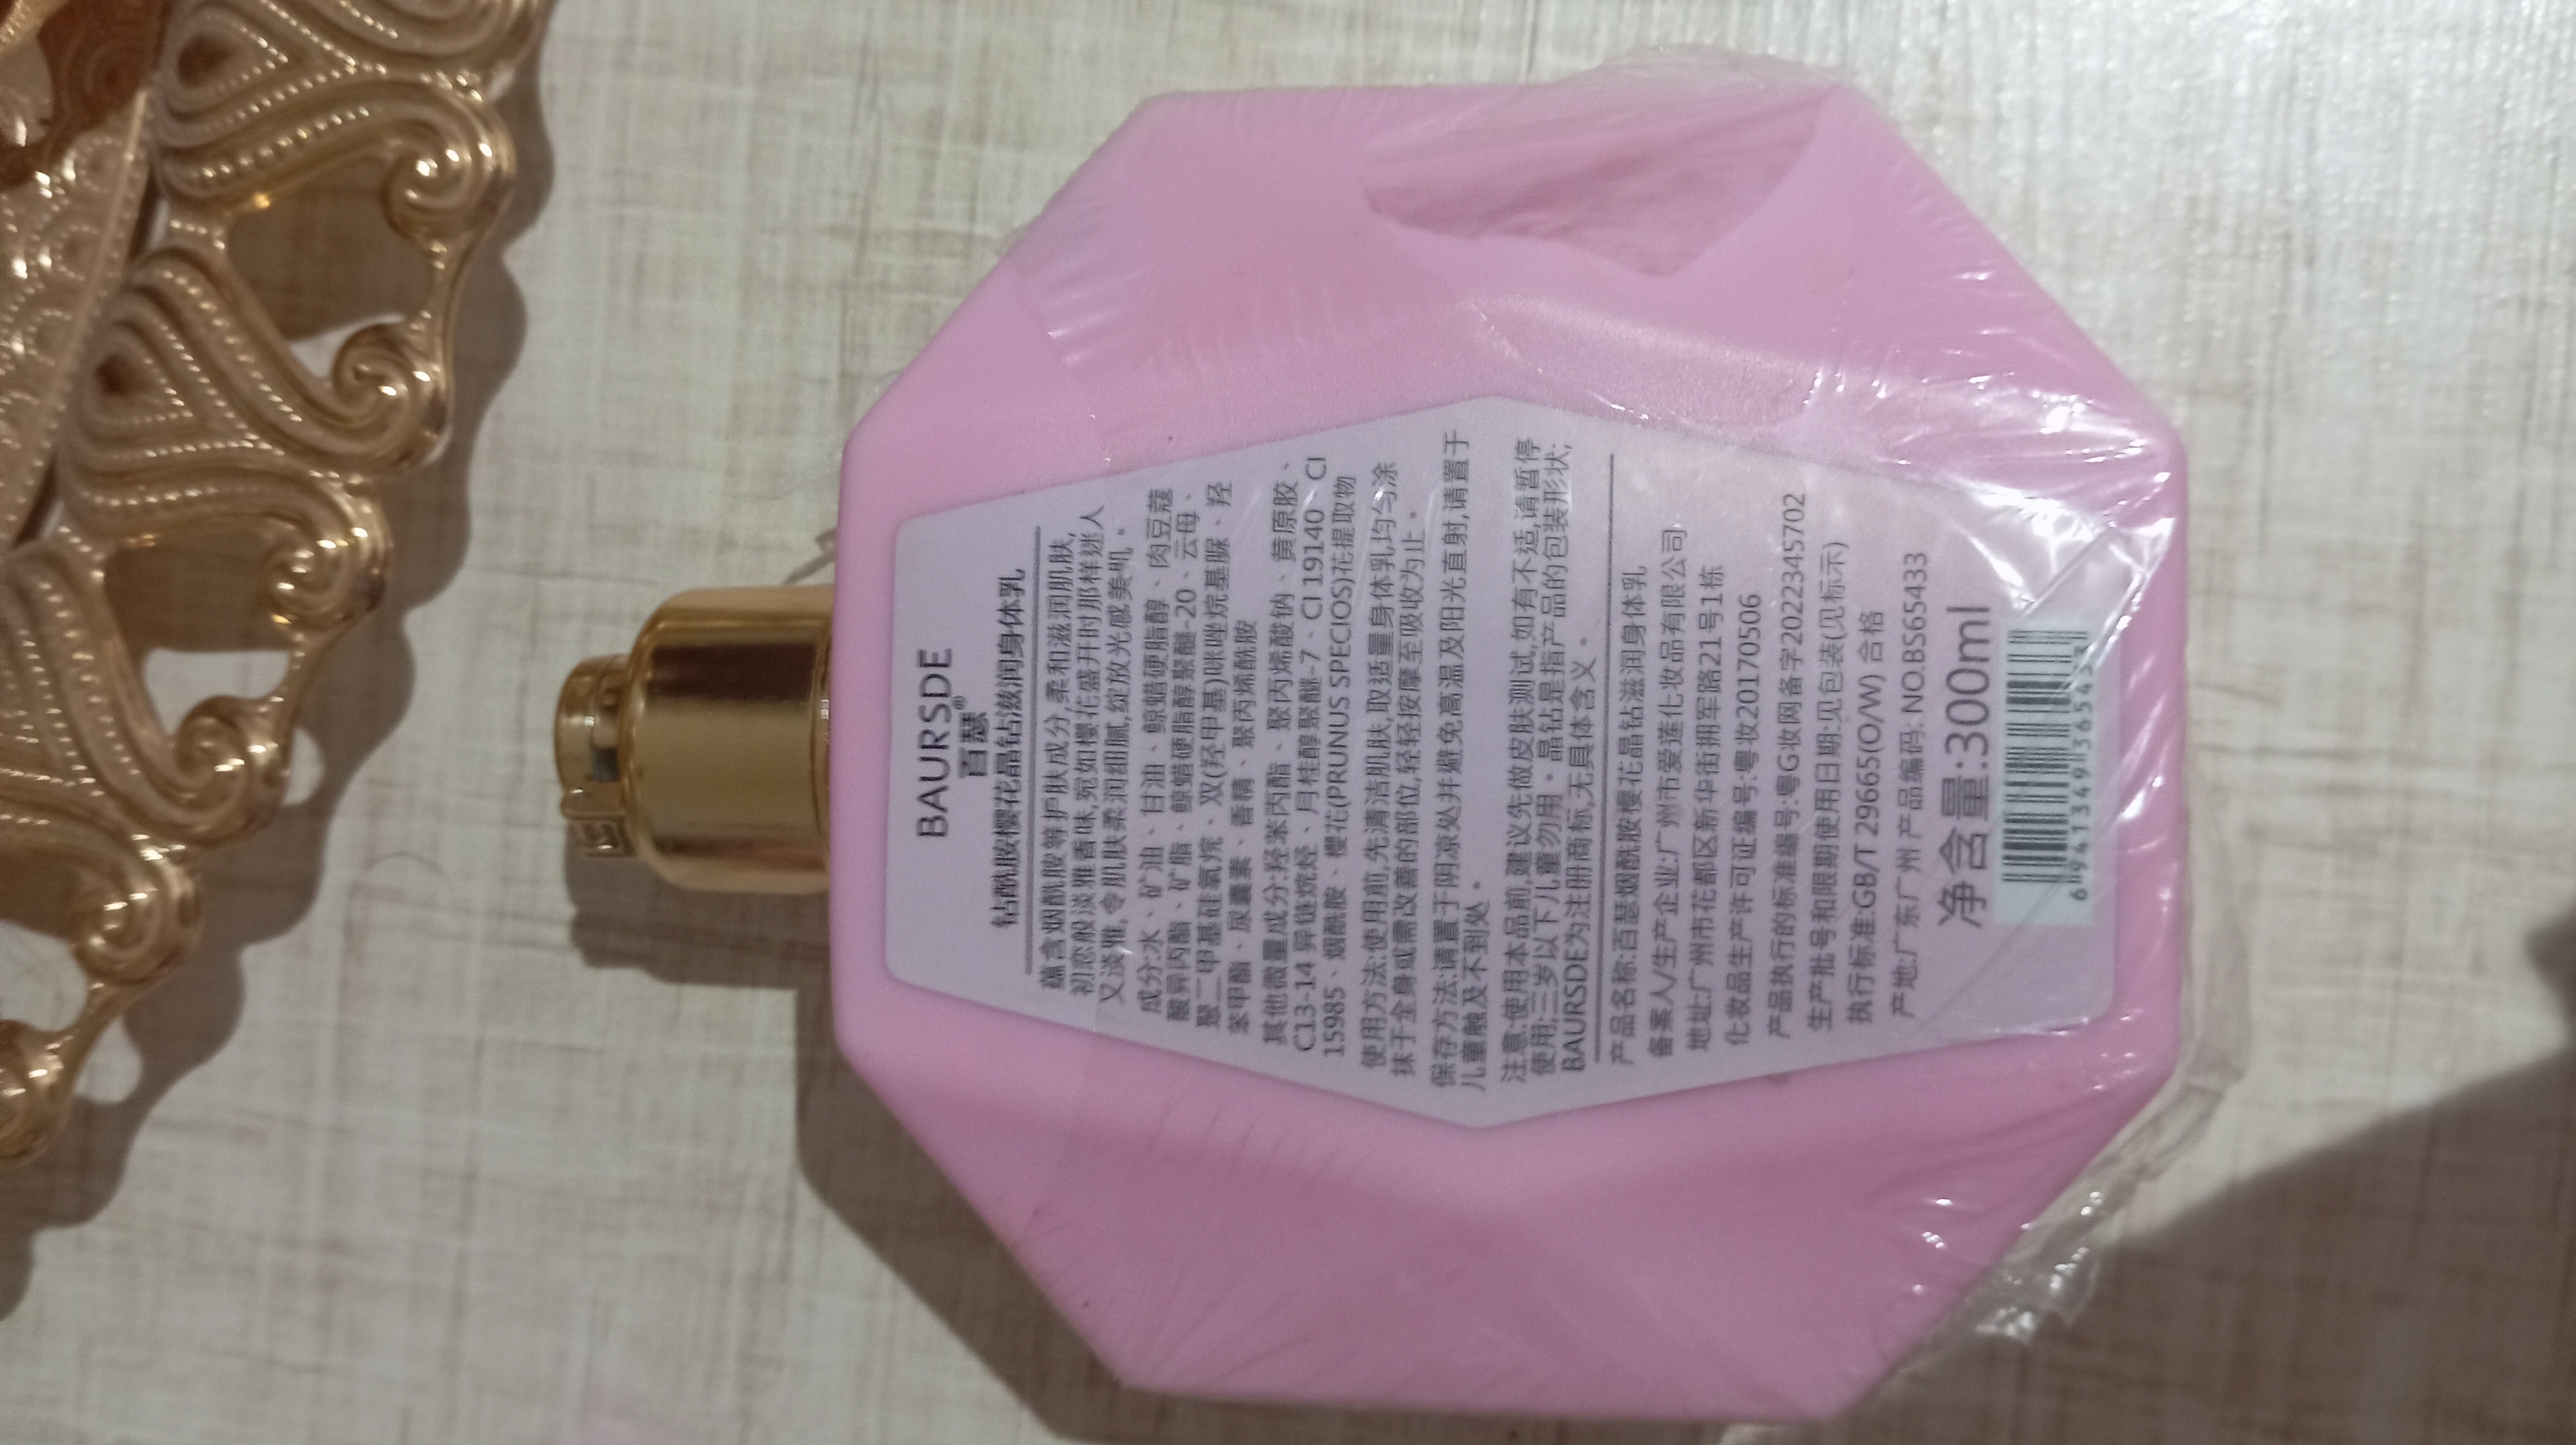 BAURSDE
百瑟®
钻酰胺樱花晶钻滋润身体乳
蕴含烟酰胺等护肤成分,柔和滋润肌肤,
初恋般淡雅香味,宛如樱花盛开时那样迷人
又淡雅,令肌肤柔润细腻,绽放光感美肌。
成分:水、矿油、甘油、鲸蜡硬脂醇、肉豆蔻
酸异丙酯、矿脂、鲸蜡硬脂醇聚醚-20、云母、
聚二甲基硅氧烷、双(羟甲基)咪唑烷基脲、羟
苯甲酯、尿囊素、香精、聚丙烯酰胺
其他微量成分:羟苯丙酯、聚丙烯酸钠、黄原胶、
C13-14 异链烷烃、月桂醇聚醚-7、CI 19140、CI
15985、烟酰胺、樱花(PRUNUS SPECIOS)花提取物
使用方法:使用前,先清洁肌肤,取适量身体乳均匀涂
抹于全身或需改善的部位,轻轻按摩至吸收为止。
保存方法:请置于阴凉处并避免高温及阳光直射,请置于
儿童触及不到处。
注意:使用本品前,建议先做皮肤测试,如有不适,请暂停
使用;三岁以下儿童勿用。晶钻是指产品的包装形状;
BAURSDE为注册商标,无具体含义。
产品名称:百瑟烟酰胺樱花晶钻滋润身体乳
备案人/生产企业:广州市爱莲化妆品有限公司
地址:广州市花都区新华街拥军路21号1栋
化妆品生产许可证编号:粤妆20170506
产品执行的标准编号:粤G妆网备字2022345702
生产批号和限期使用日期:见包装(见标示)
执行标准:GB/T 29665(O/W) 合格
产地:广东广州 产品编码: NO.BS65433
净含量:300ml
6941349365433